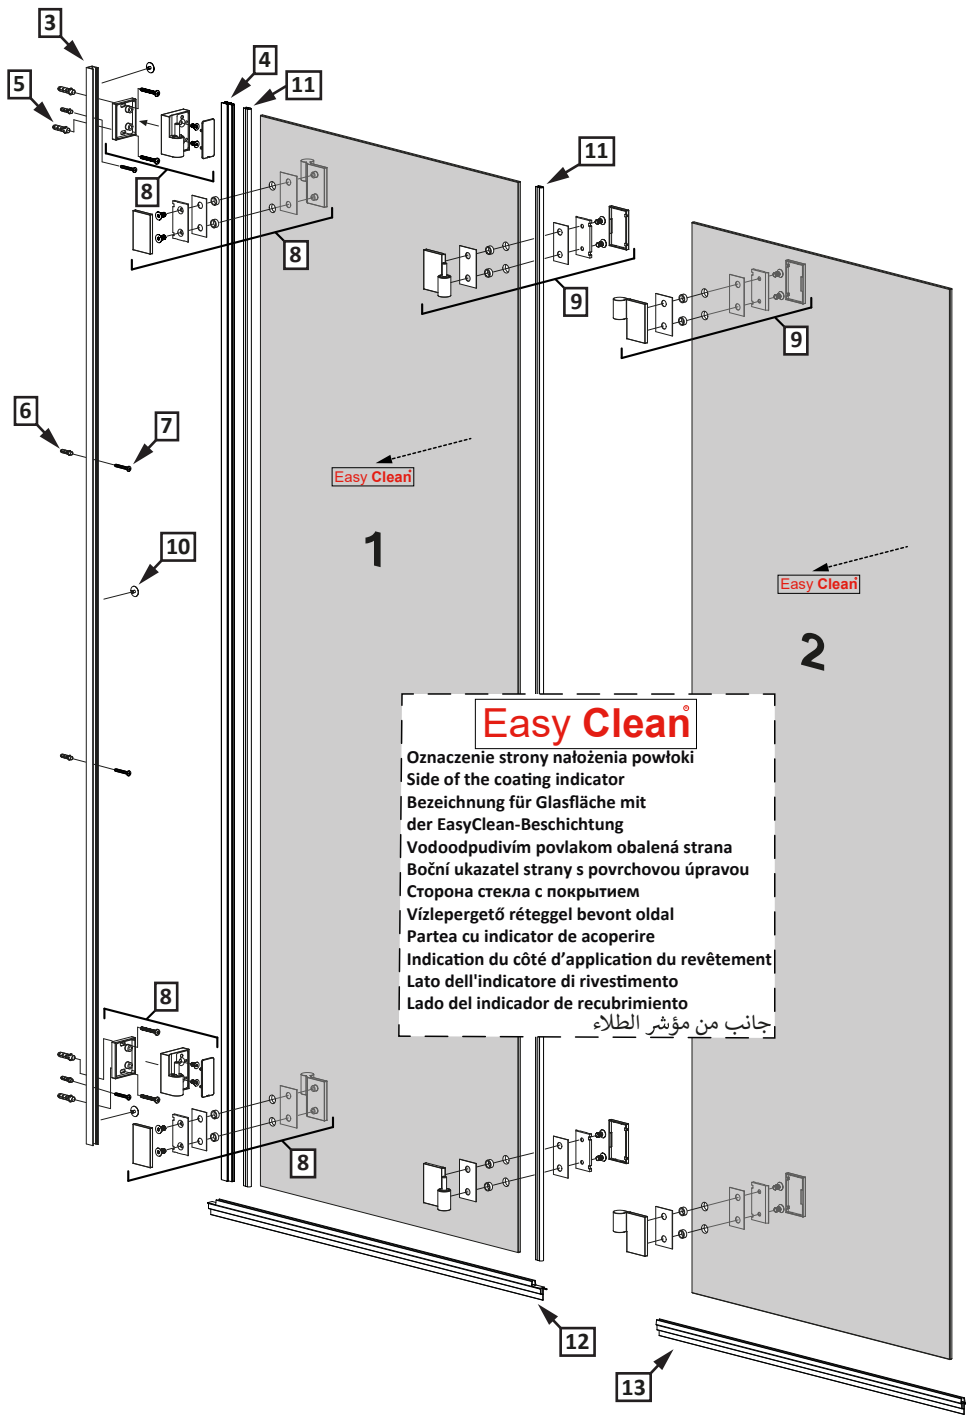 3
4
5
11
11
8
8
9
9
6
7
Easy Clean
10
1
Easy Clean
2
Easy Clean®
Oznaczenie strony nałożenia powłoki
Side of the coating indicator
Bezeichnung für Glasfläche mit
der EasyClean-Beschichtung
Vodoodpudivím povlakom obalená strana
Boční ukazatel strany s povrchovou úpravou
Сторона стекла с покрытием
Vízlepergető réteggel bevont oldal
Partea cu indicator de acoperire
Indication du côté d’application du revêtement
Lato dell'indicatore di rivestimento
Lado del indicador de recubrimiento
جانب من مؤشر الطلاء
8
8
12
13